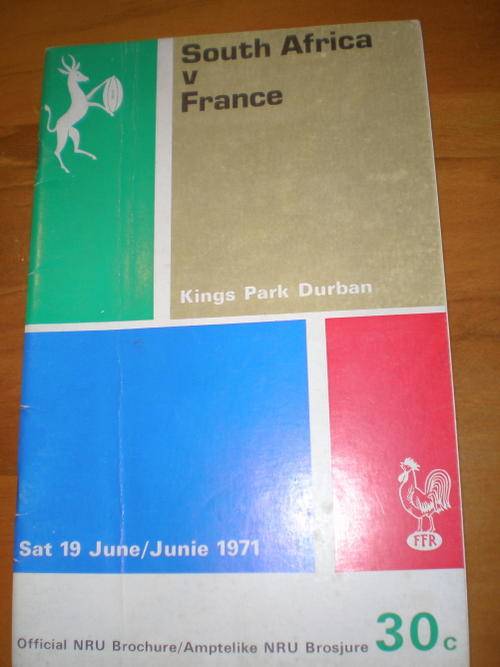 South Africa
v
France
Kings Park Durban
Sat 19 June/Junie 1971
FFR
Official NRU Brochure/Amptelike NRU Brosjure 30c